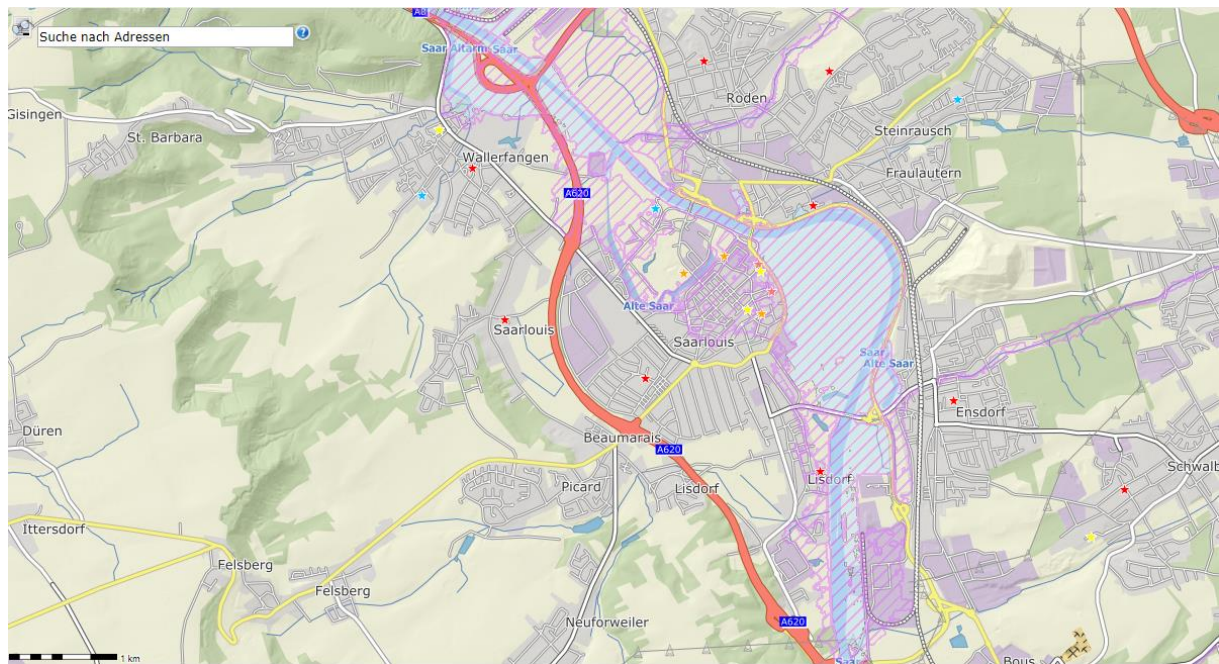 A8
Suche nach Adressen
Saar Altarm Saar
Roden
Gisingen
St. Barbara
Steinrausch
Wallerfangen
Fraulautern
A620
Alte Saar
Saarlouis
Saarlouis
Saar
Alte Saar
Ensdorf
Düren
Beaumarais
A620
Schwalb
Picard
Lisdorf
Lisdorf
Ittersdorf
Felsberg
Felsberg
Neuforweiler
A620
1 km
Saar
Bous